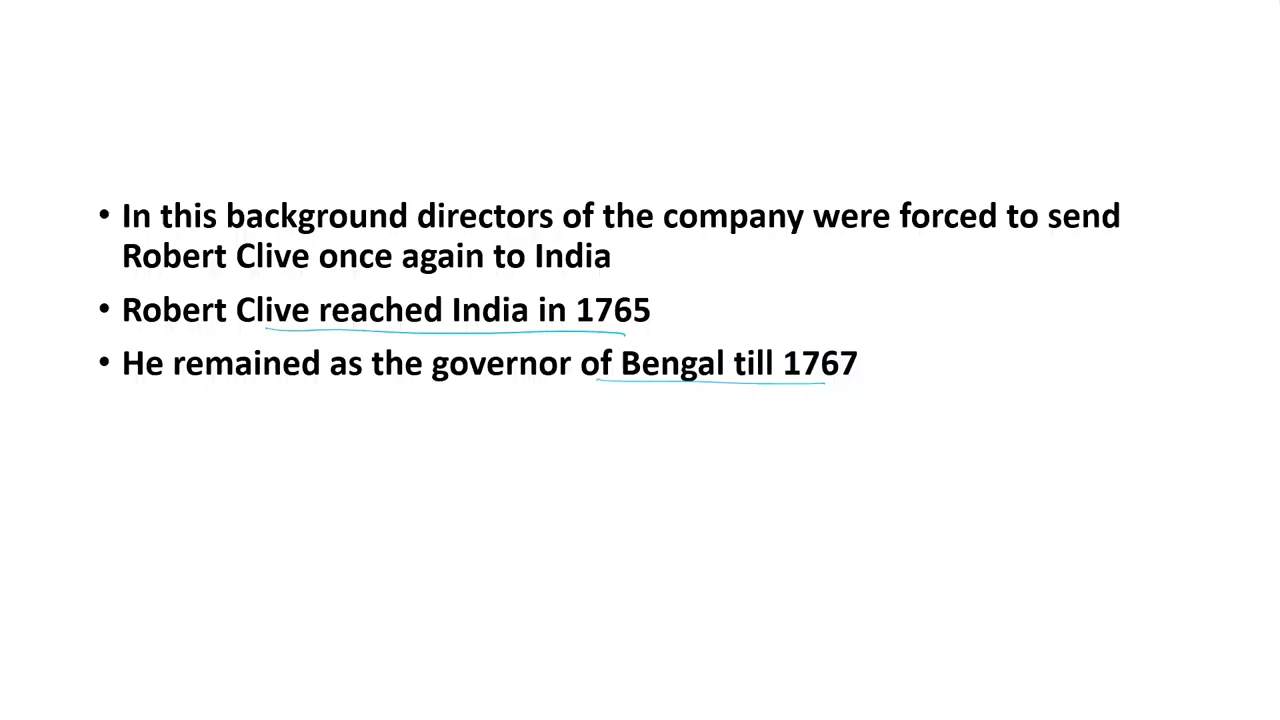 • In this background directors of the company were forced to send
Robert Clive once again to India
• Robert Clive reached India in 1765
• He remained as the governor of Bengal till 1767